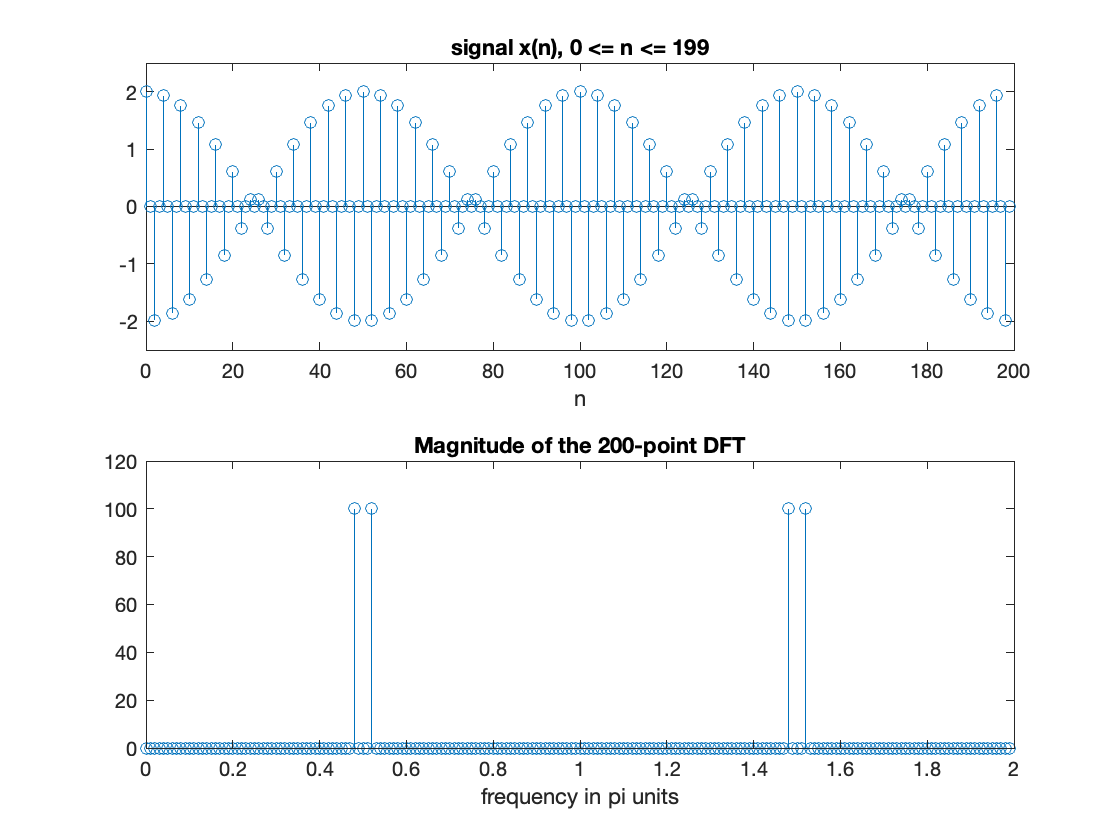 signal x(n), 0 <= n <= 199
2
1
0
-1
-2
0 20 40 60 80 100 120 140 160 180 200
n
Magnitude of the 200-point DFT
120
100
80
60
40
20
0
0 0.2 0.4 0.6 0.8 1 1.2 1.4 1.6 1.8 2
frequency in pi units